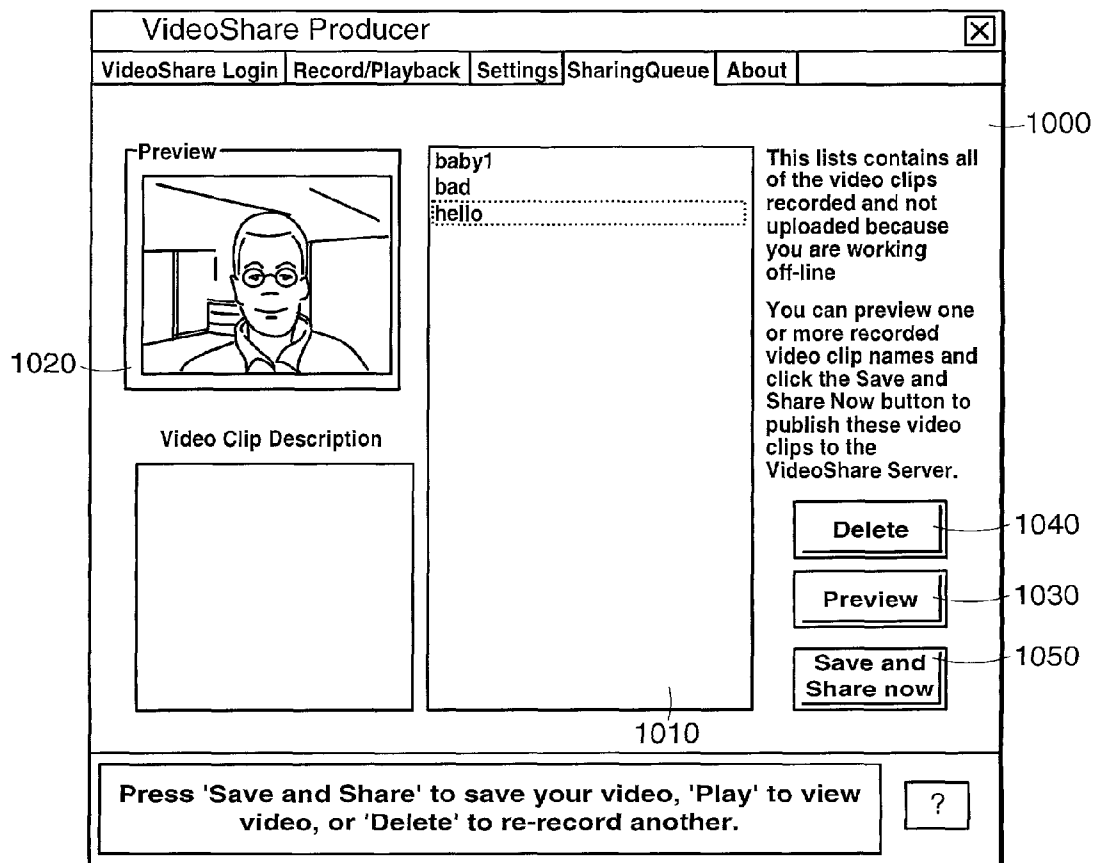 VideoShare Producer
VideoShare Login Record/Playback Settings SharingQueue About
1000
Preview
1020
Video Clip Description
baby1
bad
hello
1010
This lists contains all
of the video clips
recorded and not
uploaded because
you are working
off-line
You can preview one
or more recorded
video clip names and
click the Save and
Share Now button to
publish these video
clips to the
VideoShare Server.
Delete
1040
Preview
1030
Save and
Share now
1050
Press 'Save and Share' to save your video, 'Play' to view
video, or 'Delete' to re-record another.
?